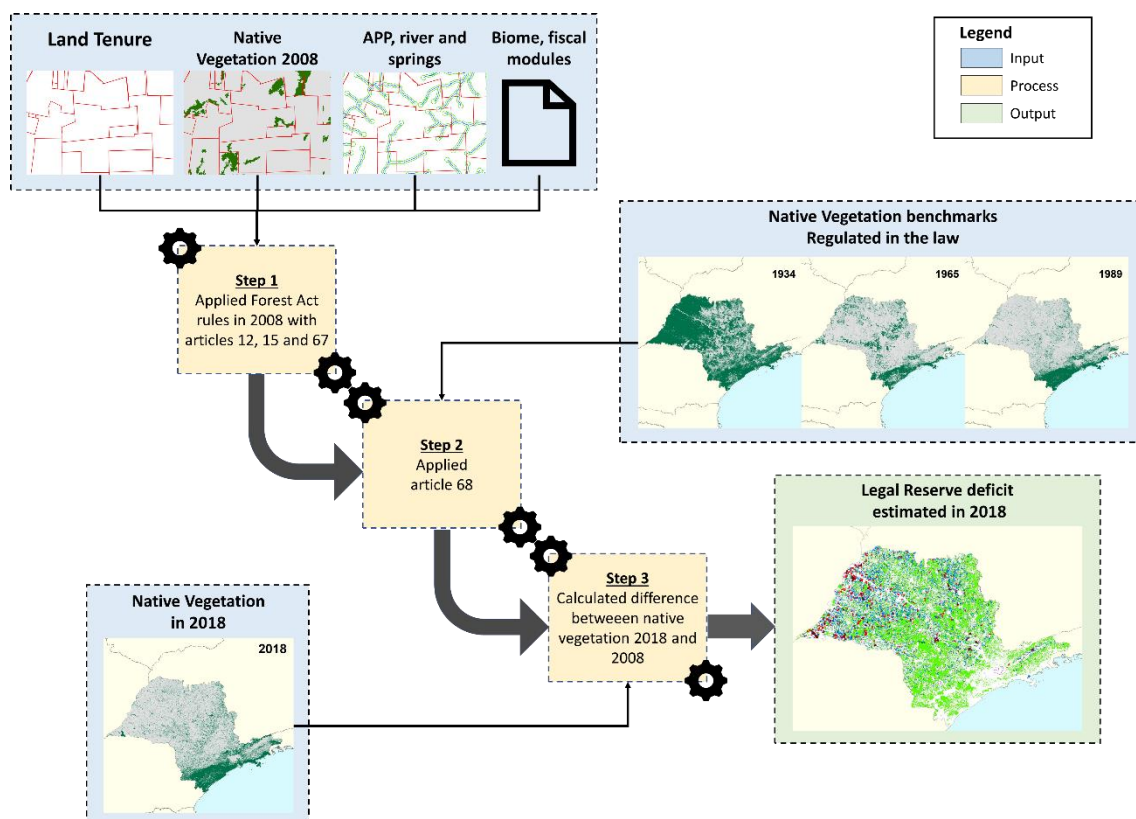 Land Tenure
Native
Vegetation 2008
APP, river and
springs
Biome, fiscal
modules
Legend
Input
Process
Output
Step 1
Applied Forest Act
rules in 2008 with
articles 12, 15 and 67
Native Vegetation benchmarks
Regulated in the law
1934
1965
1989
Step 2
Applied
article 68
Legal Reserve deficit
estimated in 2018
Step 3
Calculated difference
betweeen native
vegetation 2018 and
2008
Native Vegetation
in 2018
2018